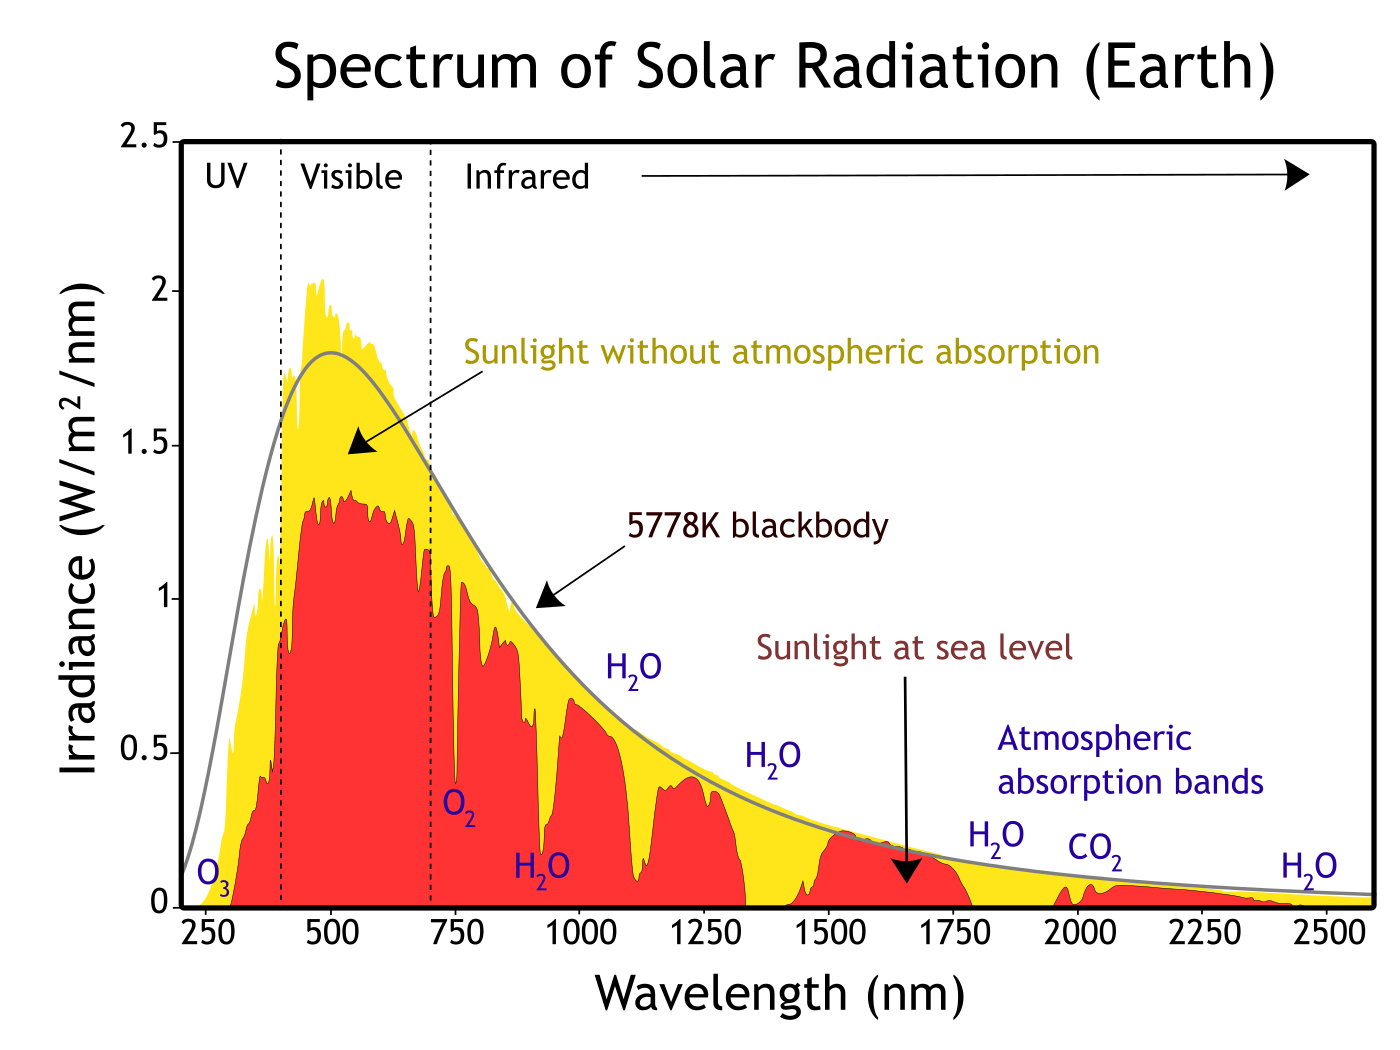 Spectrum of Solar Radiation (Earth)
2.5
UV
Visible
Infrared
2
Sunlight without atmospheric absorption
1.5
5778K blackbody
1
Irradiance (W/m²/nm)
Sunlight at sea level
H₂O
Atmospheric
absorption bands
H₂O
0.5
O₂
H₂O
CO₂
O₃
H₂O
H₂O
0
250
500
750
1000
1250
1500
1750
2000
2250
2500
Wavelength (nm)